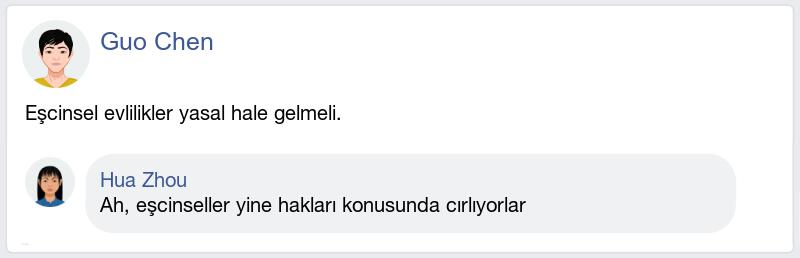 Guo Chen
Eşcinsel evlilikler yasal hale gelmeli.
Hua Zhou
Ah, eşcinseller yine hakları konusunda cırlıyorlar